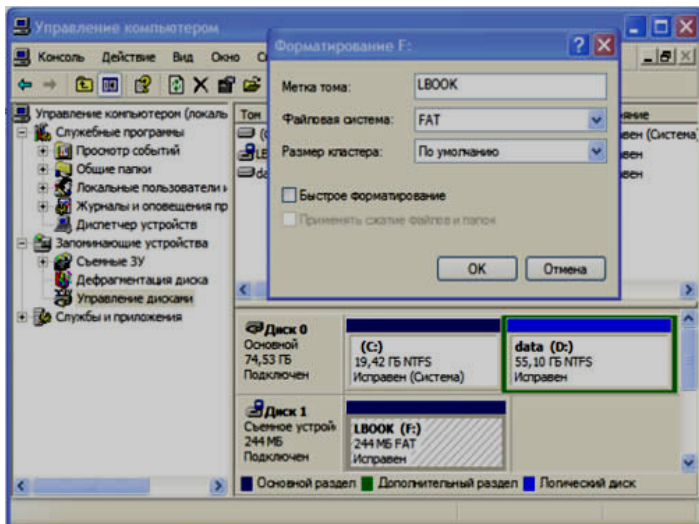 Управление компьютером
Консоль Действие Вид Окно
Управление компьютером (локаль
Служебные программы
Просмотр событий
Общие папки
Локальные пользователи и
Журналы и оповещения пр
Диспетчер устройств
Запоминающие устройства
Съемные ЗУ
Дефрагментация диска
Управление дисками
Службы и приложения
Том
яние
вен (Система)
вен
вен
Форматирование F:
Метка тома: LBOOK
Файловая система: FAT
Размер кластера: По умолчанию
Быстрое форматирование
Применять сжатие файлов и папок
OK Отмена
Диск 0
Основной
74,53 ГБ
Подключен
(C:)
19,42 ГБ NTFS
Исправен (Система)
data (D:)
55,10 ГБ NTFS
Исправен
Диск 1
Съемное устрой
244 МБ
Подключен
LBOOK (F:)
244 МБ FAT
Исправен
Основной раздел Дополнительный раздел Логический диск